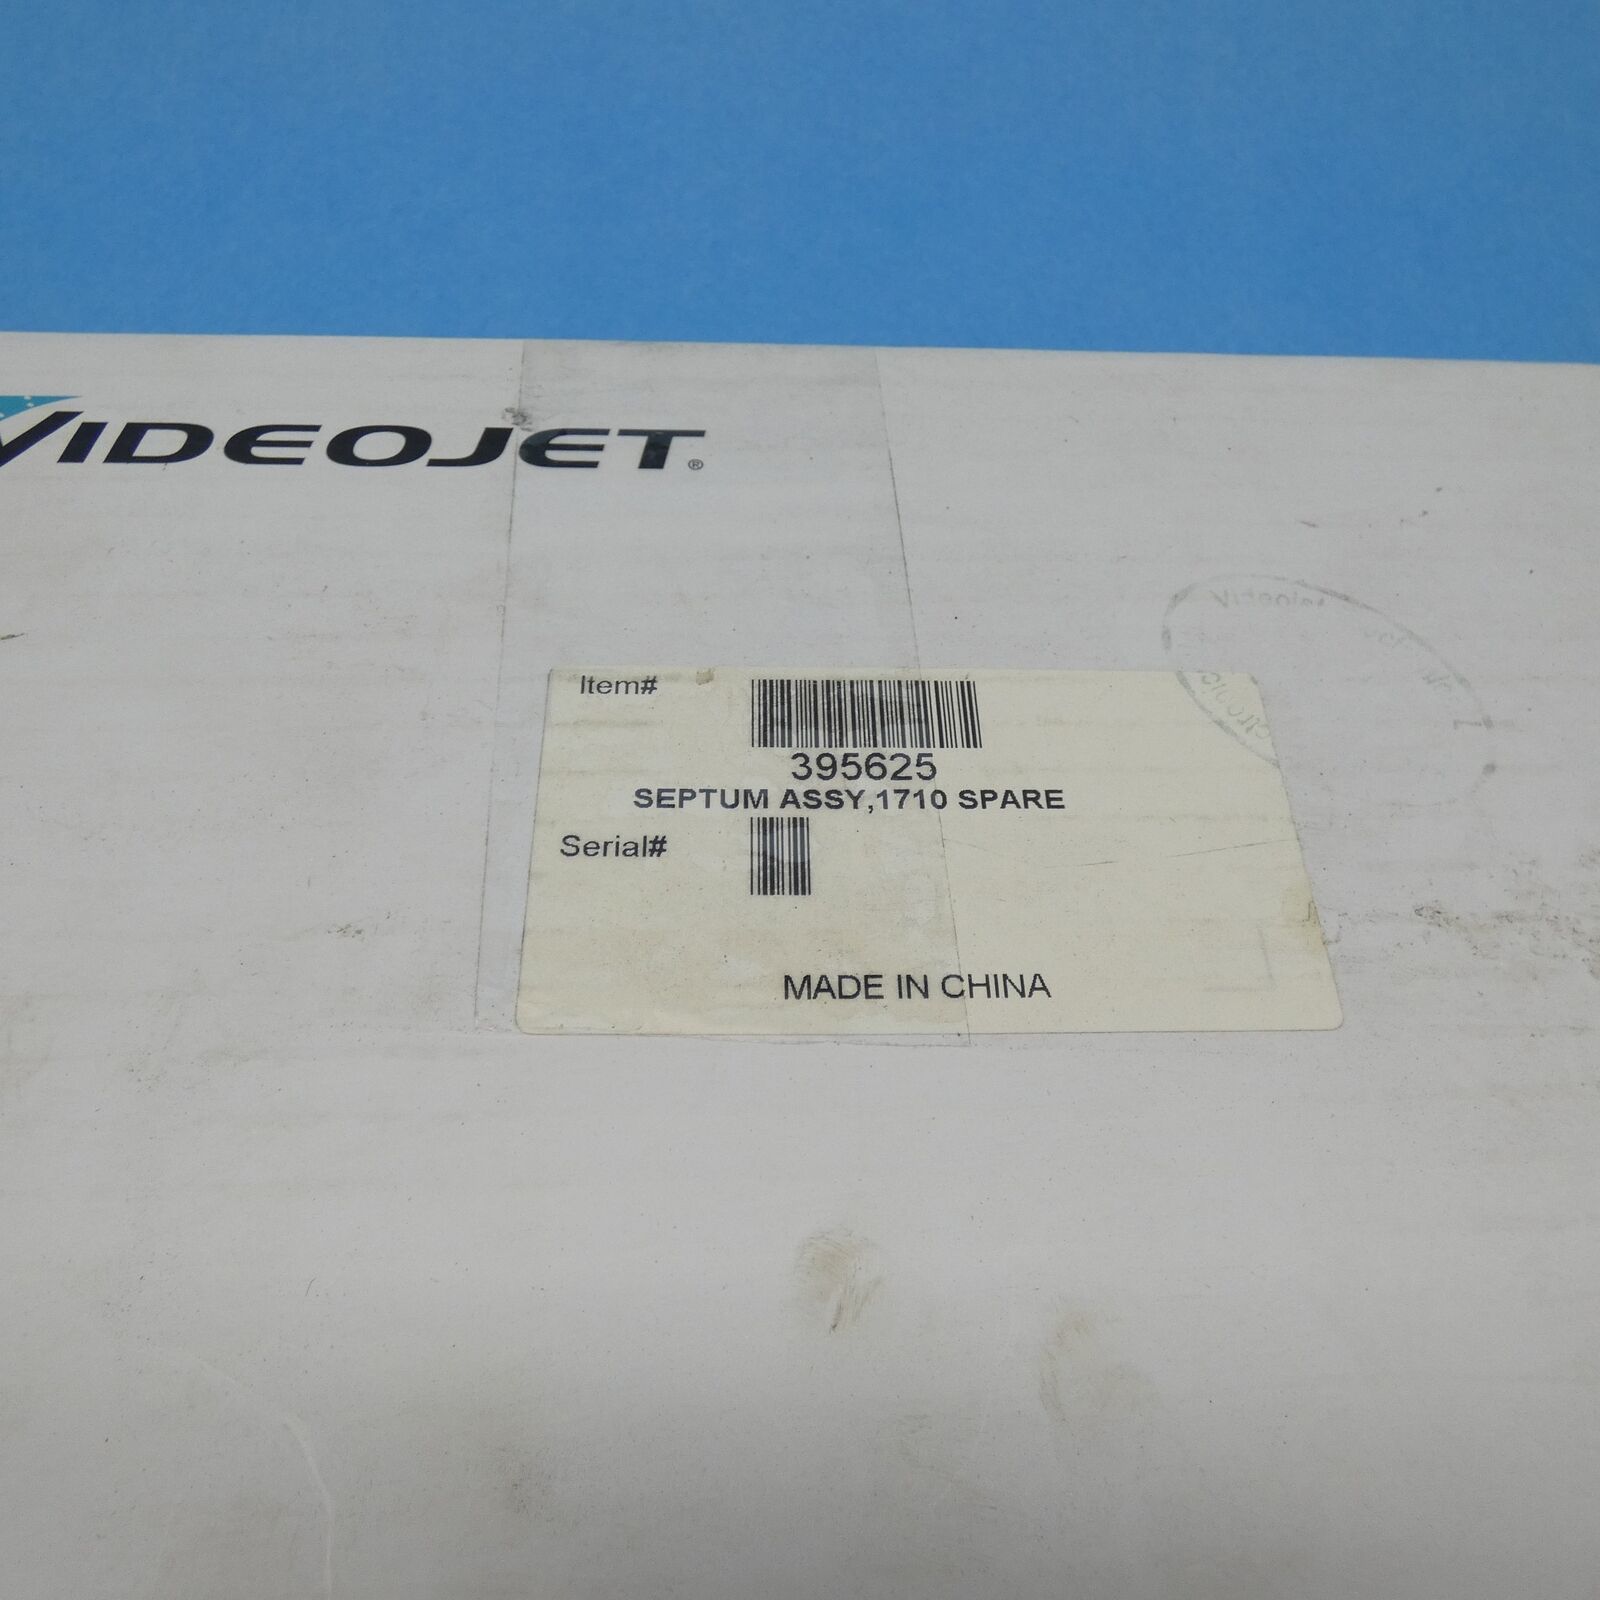 VIDEOJET®
Item#
395625
SEPTUM ASSY,1710 SPARE
Serial#
MADE IN CHINA